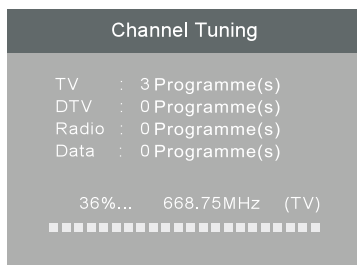 Channel Tuning
TV : 3 Programme(s)
DTV : 0 Programme(s)
Radio : 0 Programme(s)
Data : 0 Programme(s)
36%... 668.75MHz (TV)